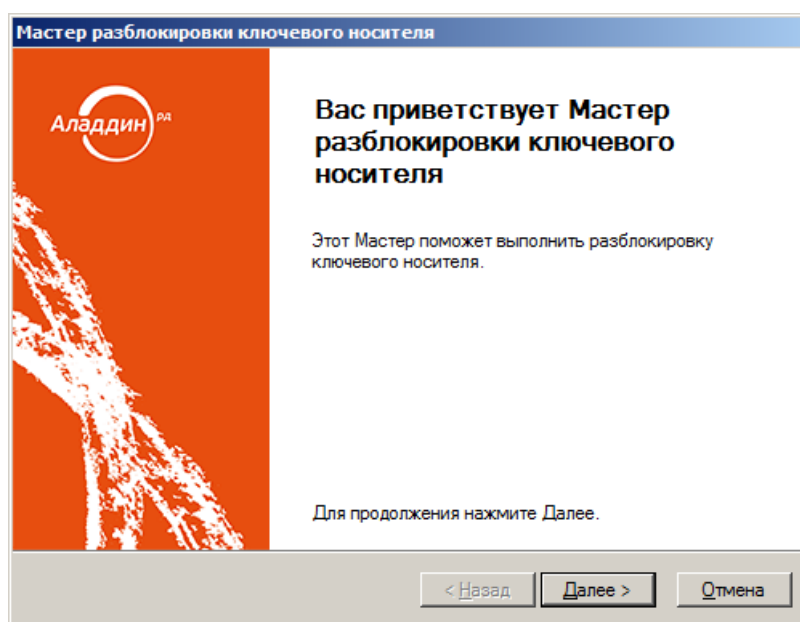 Мастер разблокировки ключевого носителя
Аладдин РД
Вас приветствует Мастер
разблокировки ключевого
носителя
Этот Мастер поможет выполнить разблокировку
ключевого носителя.
Для продолжения нажмите Далее.
< Назад   Далее >   Отмена